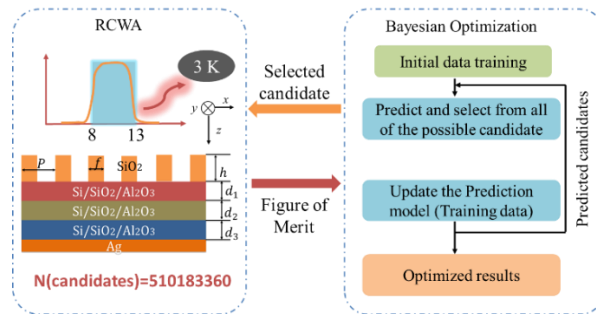 RCWA
3 K
8
13
y
x
z
P
f
SiO₂
h
Si/SiO₂/Al₂O₃
d₁
Si/SiO₂/Al₂O₃
d₂
Si/SiO₂/Al₂O₃
d₃
Ag
N(candidates)=510183360
Selected
candidate
Figure of
Merit
Bayesian Optimization
Initial data training
Predict and select from all
of the possible candidate
Update the Prediction
model (Training data)
Optimized results
Predicted candidates